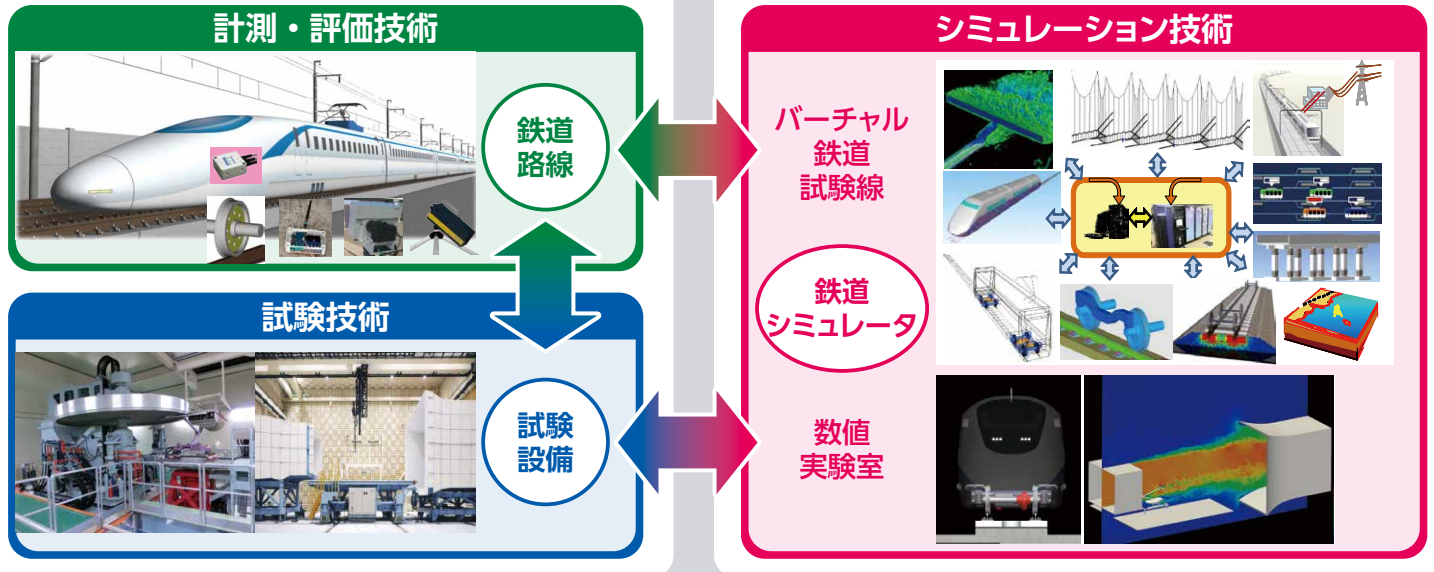 計測・評価技術
鉄道
路線
試験技術
試験
設備
シミュレーション技術
バーチャル
鉄道
試験線
鉄道
シミュレータ
数値
実験室